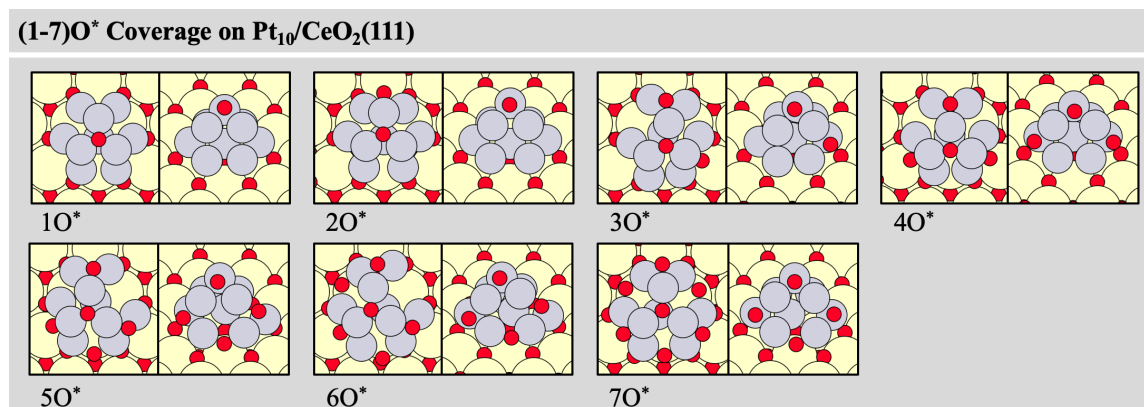 (1-7)O* Coverage on Pt₁₀/CeO₂(111)
1O*
2O*
3O*
4O*
5O*
6O*
7O*